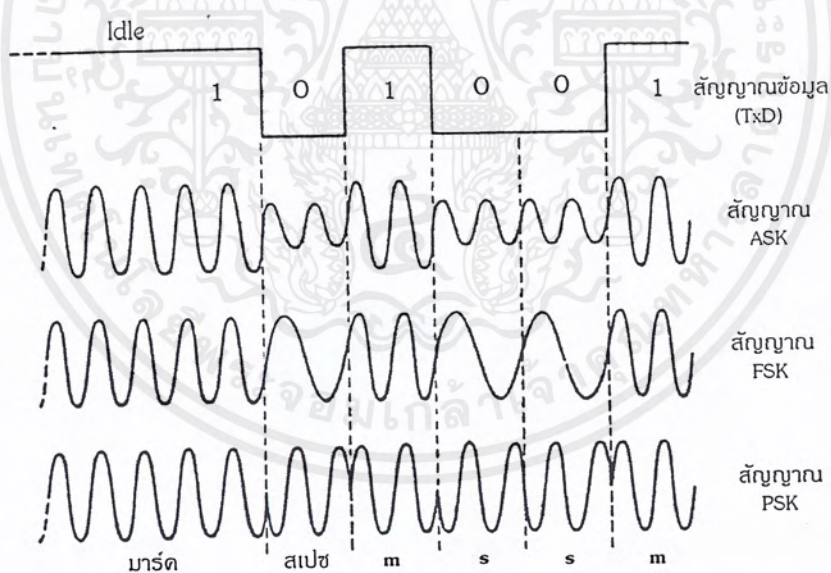 Idle
1 0 1 0 0 1
สัญญาณข้อมูล
(TxD)
สัญญาณ
ASK
สัญญาณ
FSK
สัญญาณ
PSK
มาร์ค สเปซ m s s m